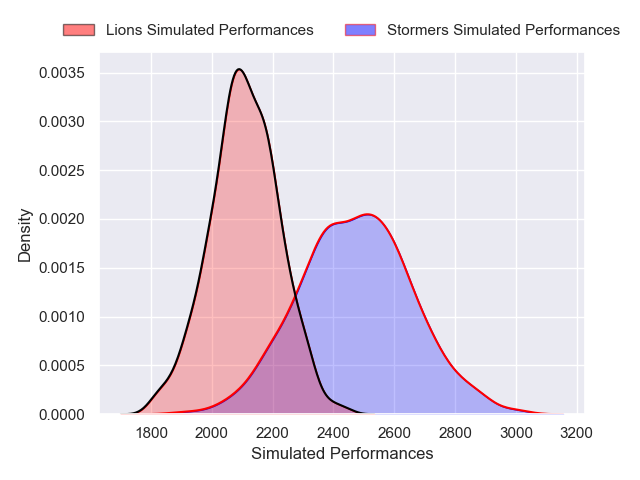 Lions Simulated Performances Stormers Simulated Performances
0.0035
0.0030
0.0025
0.0020
0.0015
0.0010
0.0005
0.0000
Density
1800 2000 2200 2400 2600 2800 3000 3200
Simulated Performances